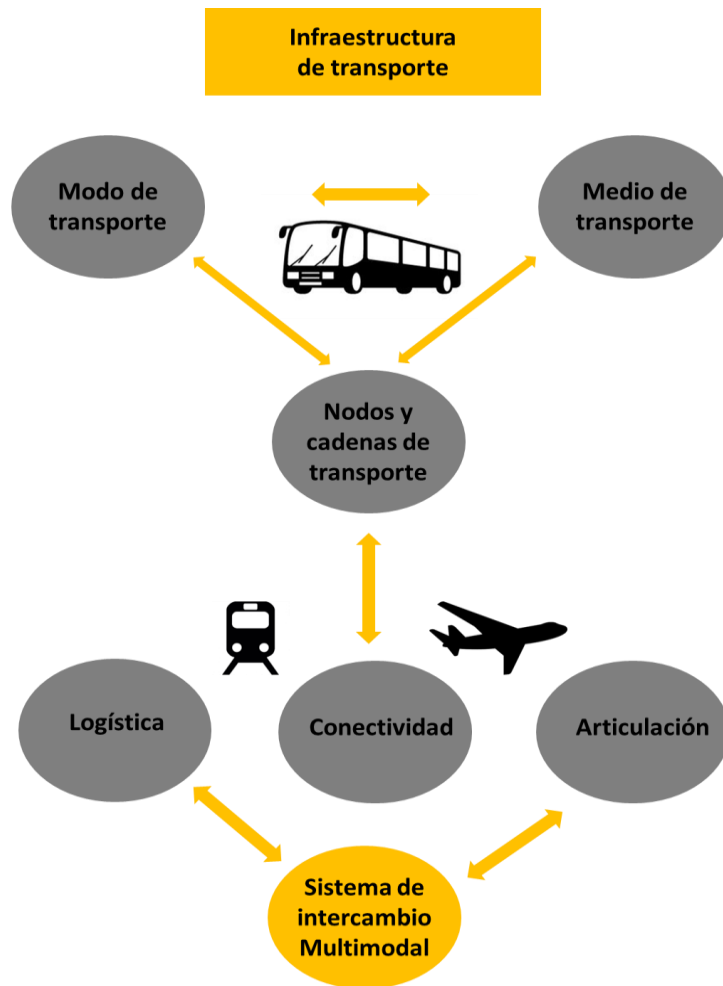 Infraestructura
de transporte
Modo de
transporte
Medio de
transporte
Nodos y
cadenas de
transporte
Logística
Conectividad
Articulación
Sistema de
intercambio
Multimodal